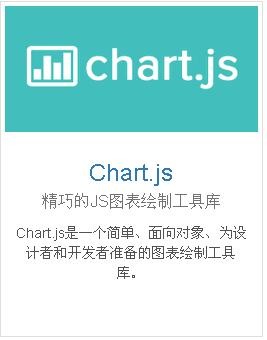 chart.js
Chart.js
精巧的JS图表绘制工具库
Chart.js是一个简单、面向对象、为设
计者和开发者准备的图表绘制工具
库。